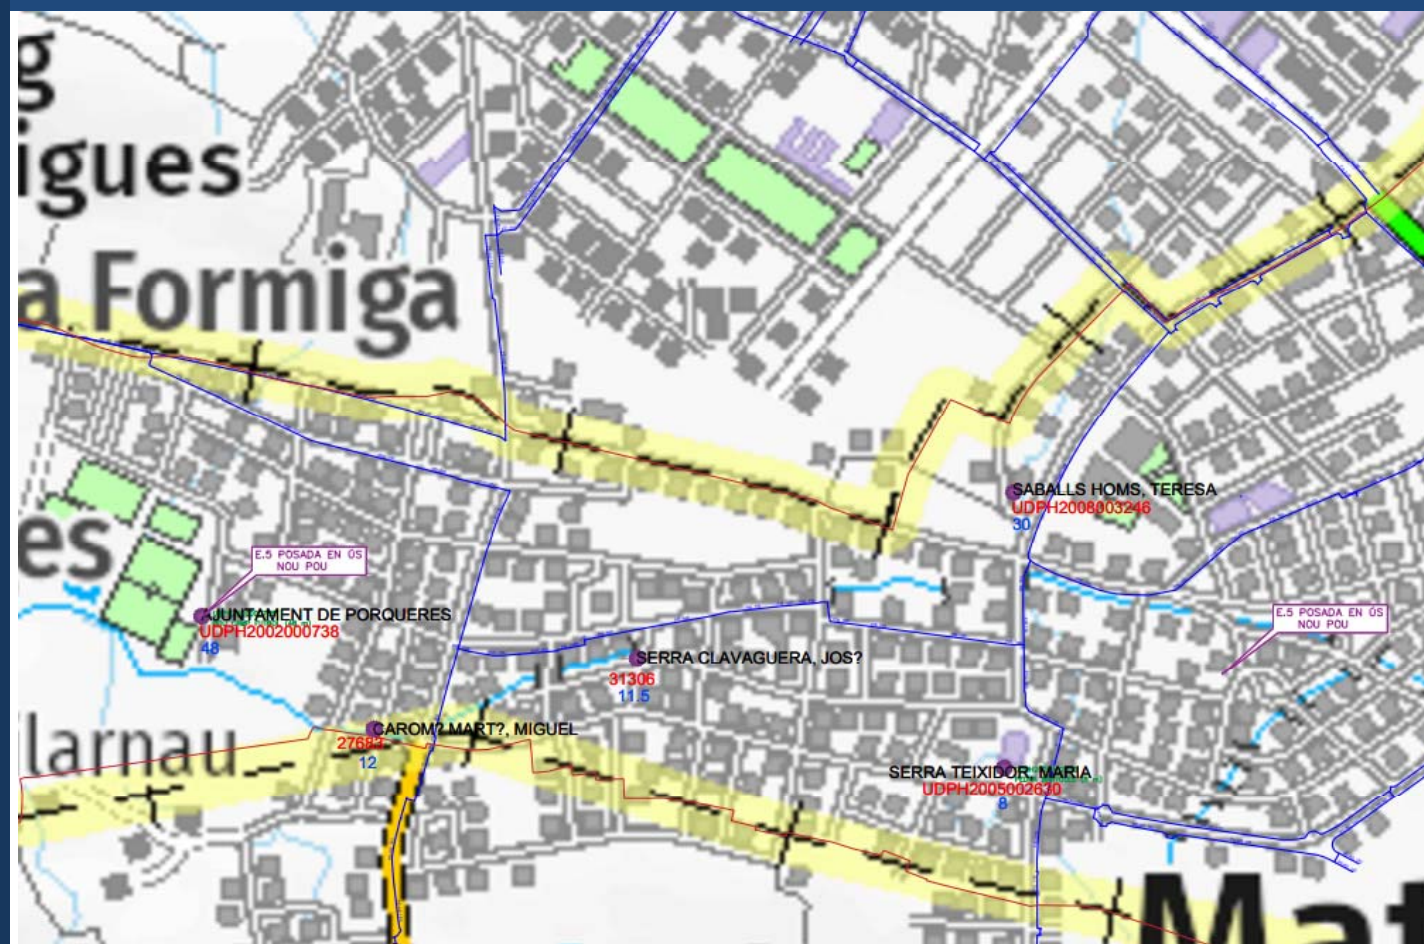 g
igues
a Formiga
SABALLS HOMS, TERESA
UDPH2008003246
30
es
E.5 POSADA EN ÚS
NOU POU
AJUNTAMENT DE PORQUERES
UDPH2002000738
48
E.5 POSADA EN ÚS
NOU POU
SERRA CLAVAGUERA, JOS?
31306
11.5
larnau
CAROM? MART?, MIGUEL
27683
12
SERRA TEIXIDOR, MARIA
UDPH2005002630
8
Mat